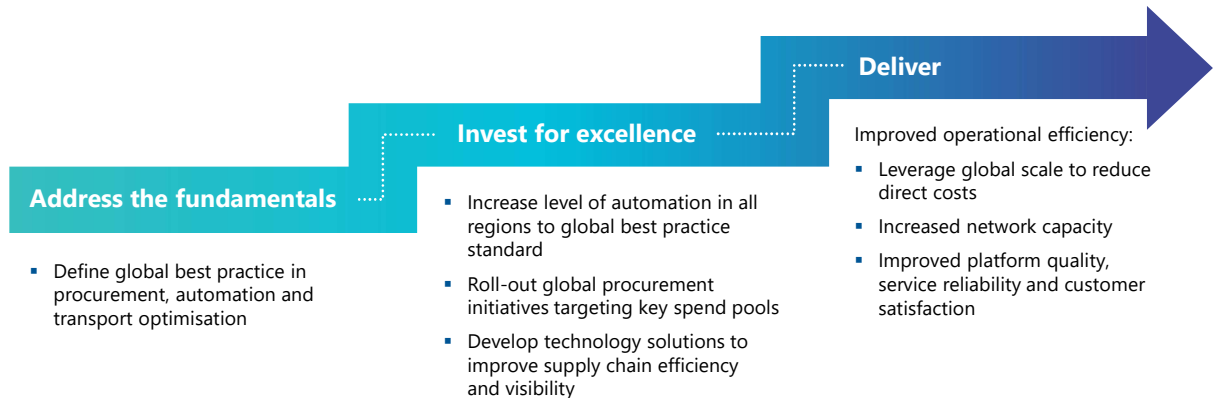 Address the fundamentals
▪ Define global best practice in
procurement, automation and
transport optimisation
Invest for excellence
▪ Increase level of automation in all
regions to global best practice
standard
▪ Roll-out global procurement
initiatives targeting key spend pools
▪ Develop technology solutions to
improve supply chain efficiency
and visibility
Deliver
Improved operational efficiency:
▪ Leverage global scale to reduce
direct costs
▪ Increased network capacity
▪ Improved platform quality,
service reliability and customer
satisfaction